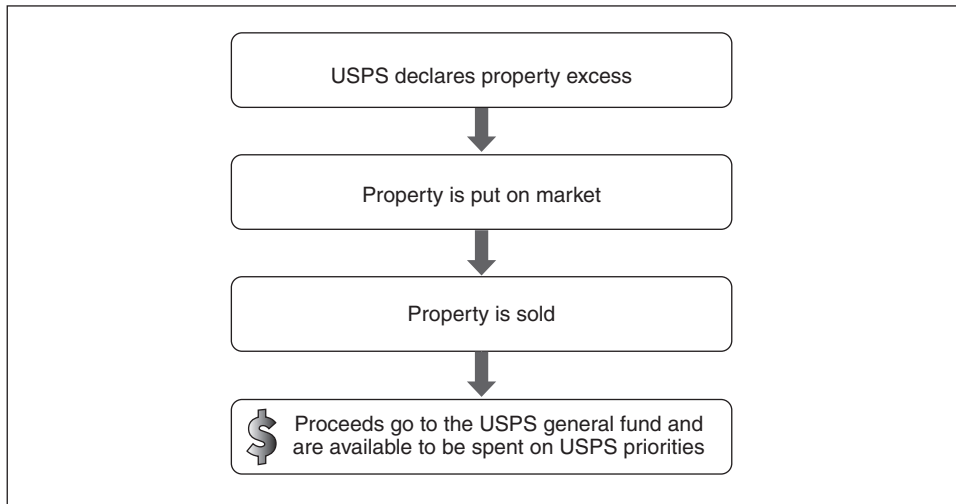 USPS declares property excess
Property is put on market
Property is sold
$ Proceeds go to the USPS general fund and
are available to be spent on USPS priorities